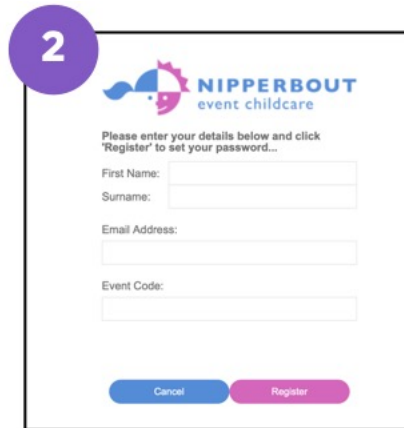 2
NIPPERBOUT
event childcare
Please enter your details below and click
'Register' to set your password...
First Name:
Surname:
Email Address:
Event Code:
Cancel Register